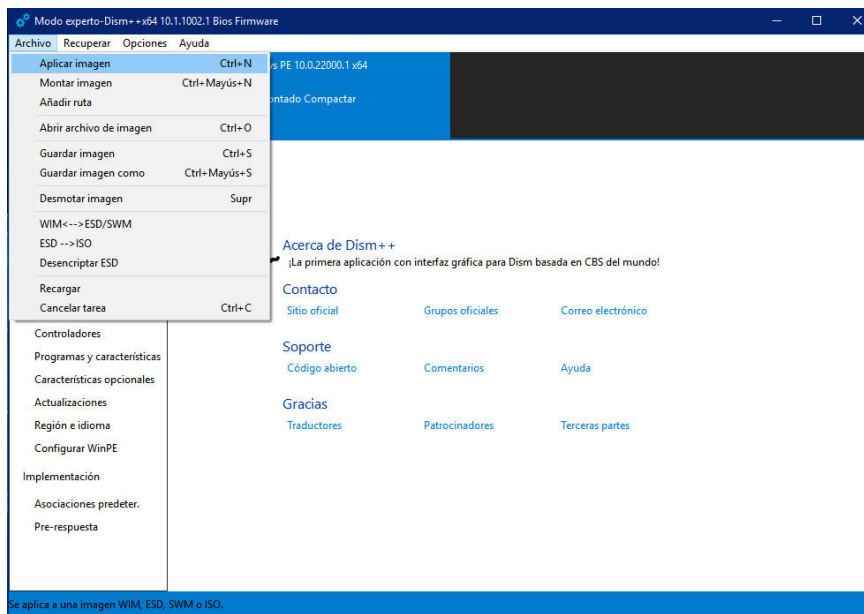 Modo experto-Dism++x64 10.1.1002.1 Bios Firmware
Archivo Recuperar Opciones Ayuda
Aplicar imagen Ctrl+N
Montar imagen Ctrl+Mayús+N
Añadir ruta
Abrir archivo de imagen Ctrl+O
Guardar imagen Ctrl+S
Guardar imagen como Ctrl+Mayús+S
Desmotar imagen Supr
WIM<-->ESD/SWM
ESD -->ISO
Desencriptar ESD
Recargar
Cancelar tarea Ctrl+C
PE 10.0.22000.1 x64
Compactar
Controladores
Programas y características
Características opcionales
Actualizaciones
Región e idioma
Configurar WinPE
Implementación
Asociaciones predeter.
Pre-respuesta
Acerca de Dism++
¡La primera aplicación con interfaz gráfica para Dism basada en CBS del mundo!
Contacto
Sitio oficial Grupos oficiales Correo electrónico
Soporte
Código abierto Comentarios Ayuda
Gracias
Traductores Patrocinadores Terceras partes
Se aplica a una imagen WIM, ESD, SWM o ISO.